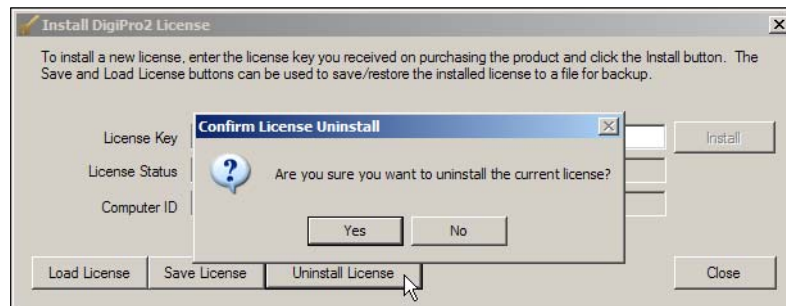 Install DigiPro2 License
To install a new license, enter the license key you received on purchasing the product and click the Install button. The
Save and Load License buttons can be used to save/restore the installed license to a file for backup.
Confirm License Uninstall
License Key
Install
License Status
Are you sure you want to uninstall the current license?
Computer ID
Yes
No
Load License
Save License
Uninstall License
Close